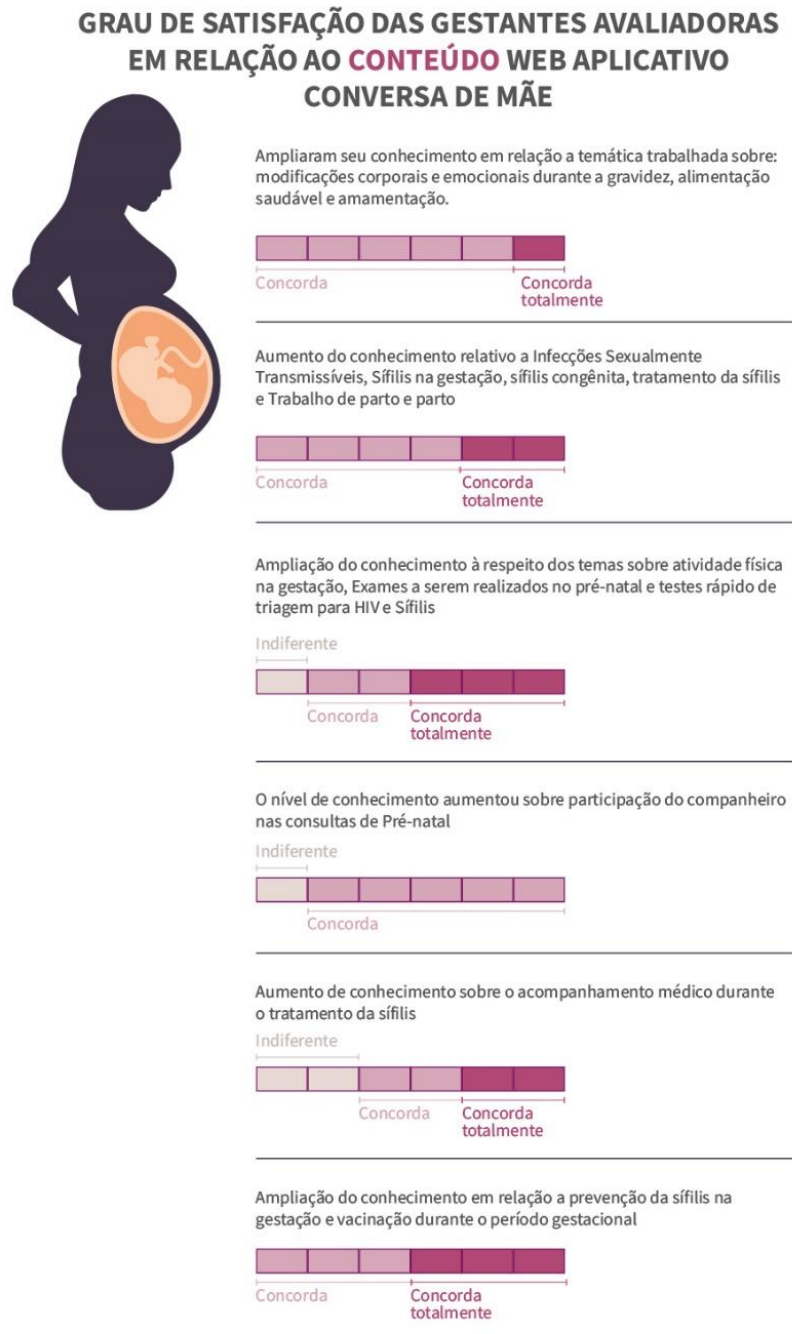 GRAU DE SATISFAÇÃO DAS GESTANTES AVALIADORAS
EM RELAÇÃO AO CONTEÚDO WEB APLICATIVO
CONVERSA DE MÃE
Ampliaram seu conhecimento em relação a temática trabalhada sobre:
modificações corporais e emocionais durante a gravidez, alimentação
saudável e amamentação.
Concorda
Concorda
totalmente
Aumento do conhecimento relativo a Infecções Sexualmente
Transmissíveis, Sífilis na gestação, sífilis congênita, tratamento da sífilis
e Trabalho de parto e parto
Concorda
Concorda
totalmente
Ampliação do conhecimento à respeito dos temas sobre atividade física
na gestação, Exames a serem realizados no pré-natal e testes rápido de
triagem para HIV e Sífilis
Indiferente
Concorda
Concorda
totalmente
O nível de conhecimento aumentou sobre participação do companheiro
nas consultas de Pré-natal
Indiferente
Concorda
Aumento de conhecimento sobre o acompanhamento médico durante
o tratamento da sífilis
Indiferente
Concorda
Concorda
totalmente
Ampliação do conhecimento em relação a prevenção da sífilis na
gestação e vacinação durante o período gestacional
Concorda
Concorda
totalmente